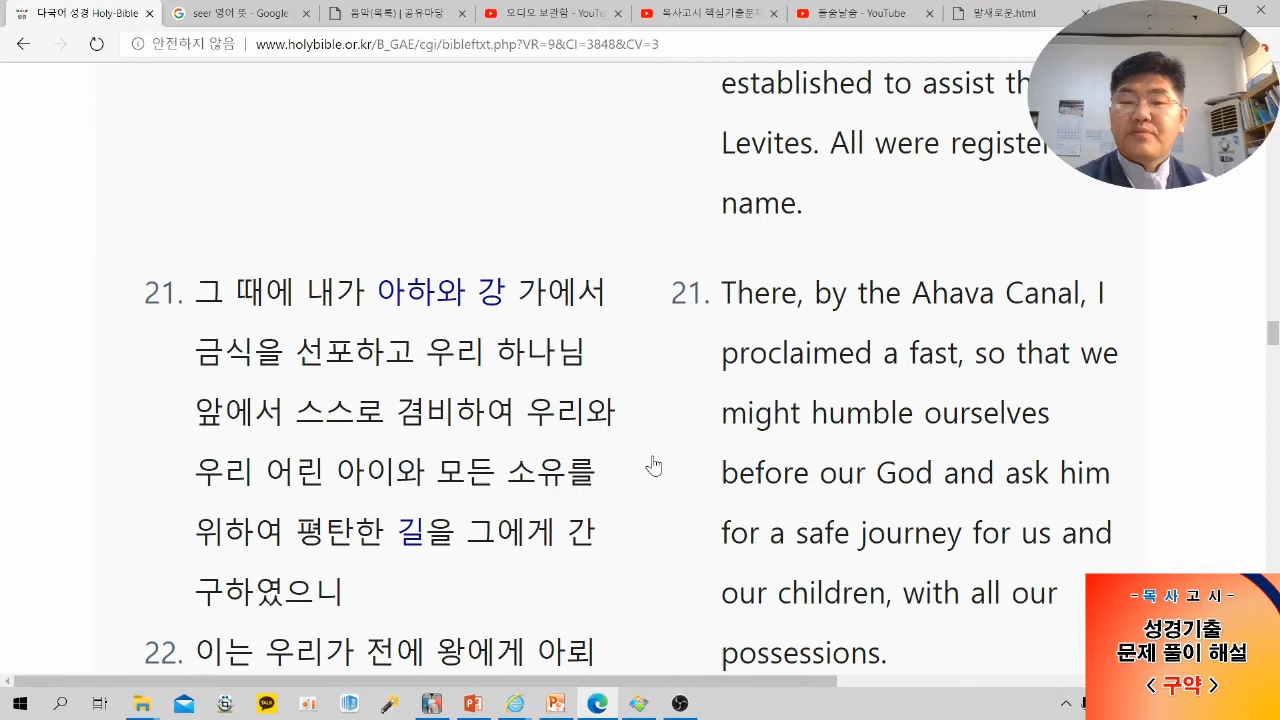 다국어 성경 Holy-Bible
seer 영어 뜻 - Google
음악(목록) | 공유마당
오디오 보관함 - YouTu
목사고시 핵심기출문제
들숨날숨 - YouTube
말새로운.html
안전하지 않음 www.holybible.or.kr/B_GAE/cgi/bibleftxt.php?VR=9&CI=3848&CV=3
established to assist
Levites. All were
name.
21. 그 때에 내가 아하와 강 가에서
금식을 선포하고 우리 하나님
앞에서 스스로 겸비하여 우리와
우리 어린 아이와 모든 소유를
위하여 평탄한 길을 그에게 간
구하였으니
22. 이는 우리가 전에 왕에게 아뢰
21. There, by the Ahava Canal, I
proclaimed a fast, so that we
might humble ourselves
before our God and ask him
for a safe journey for us and
our children, with all our
possessions.
- 목 사 고 시 -
성경기출
문제 풀이 해설
< 구약 >
TALK